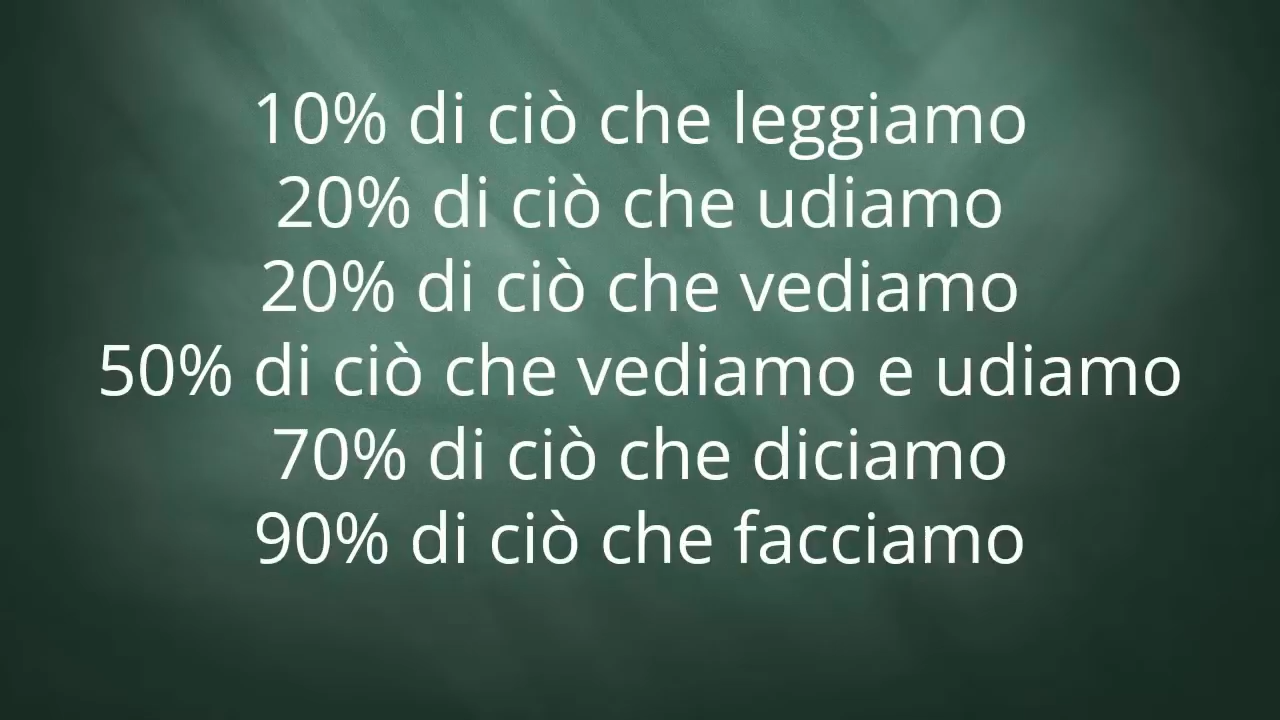 10% di ciò che leggiamo
20% di ciò che udiamo
20% di ciò che vediamo
50% di ciò che vediamo e udiamo
70% di ciò che diciamo
90% di ciò che facciamo